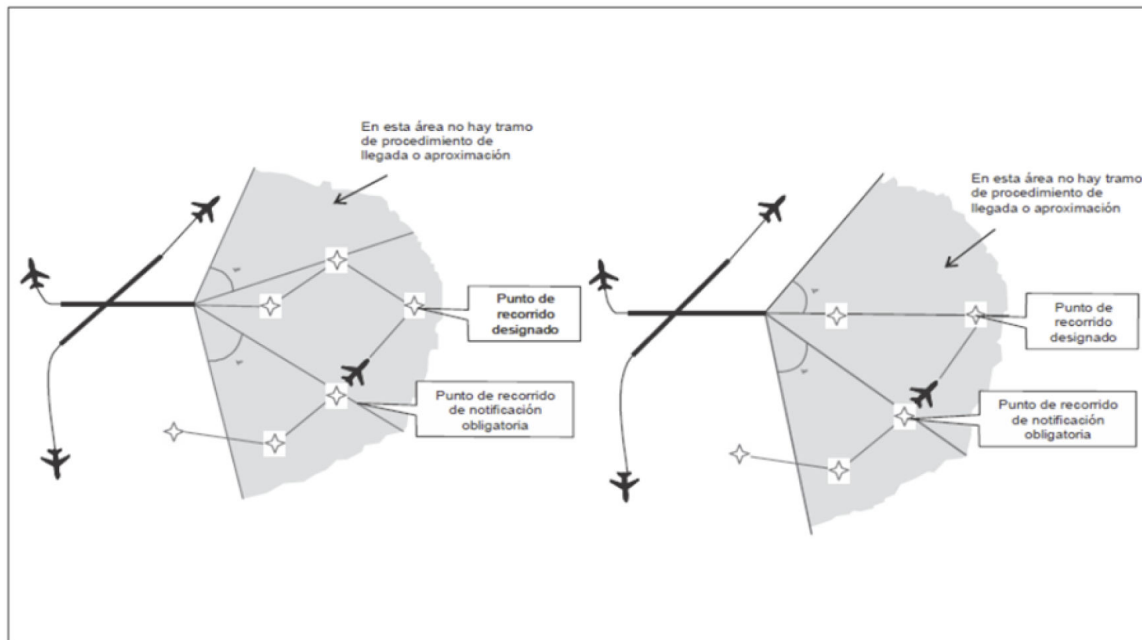 En esta área no hay tramo
de procedimiento de
llegada o aproximación
Punto de
recorrido
designado
Punto de recorrido
de notificación
obligatoria
En esta área no hay tramo
de procedimiento de
llegada o aproximación
Punto de
recorrido
designado
Punto de recorrido
de notificación
obligatoria